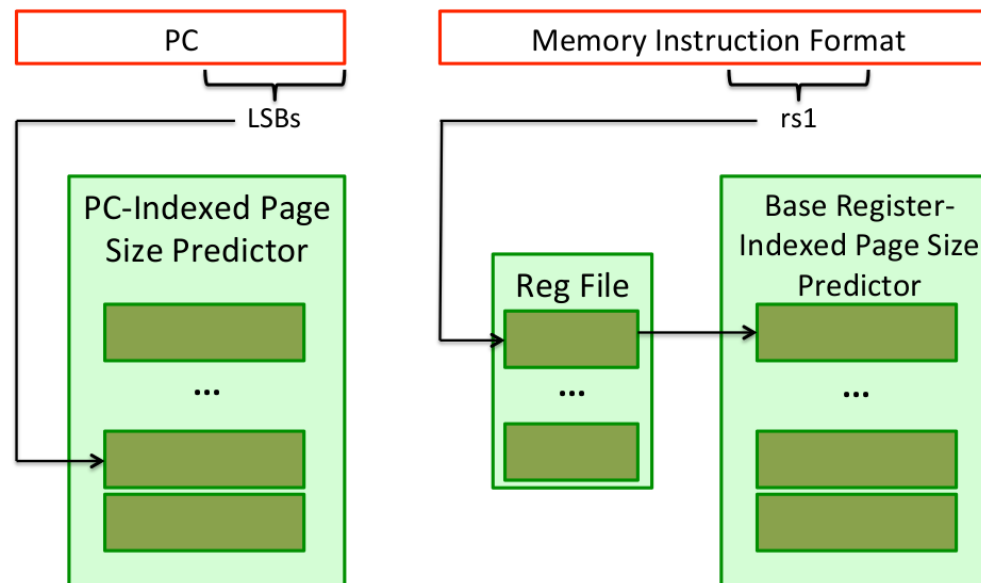 PC
LSBs
PC-Indexed Page
Size Predictor
...
Memory Instruction Format
rs1
Reg File
...
Base Register-
Indexed Page Size
Predictor
...